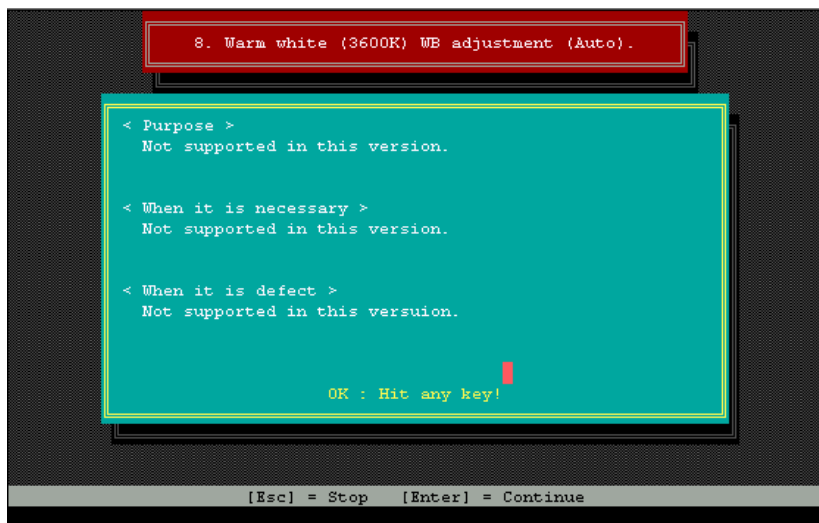 8. Warm white (3600K) WB adjustment (Auto).
< Purpose >
Not supported in this version.
< When it is necessary >
Not supported in this version.
< When it is defect >
Not supported in this versuion.
OK : Hit any key!
[Esc] = Stop [Enter] = Continue